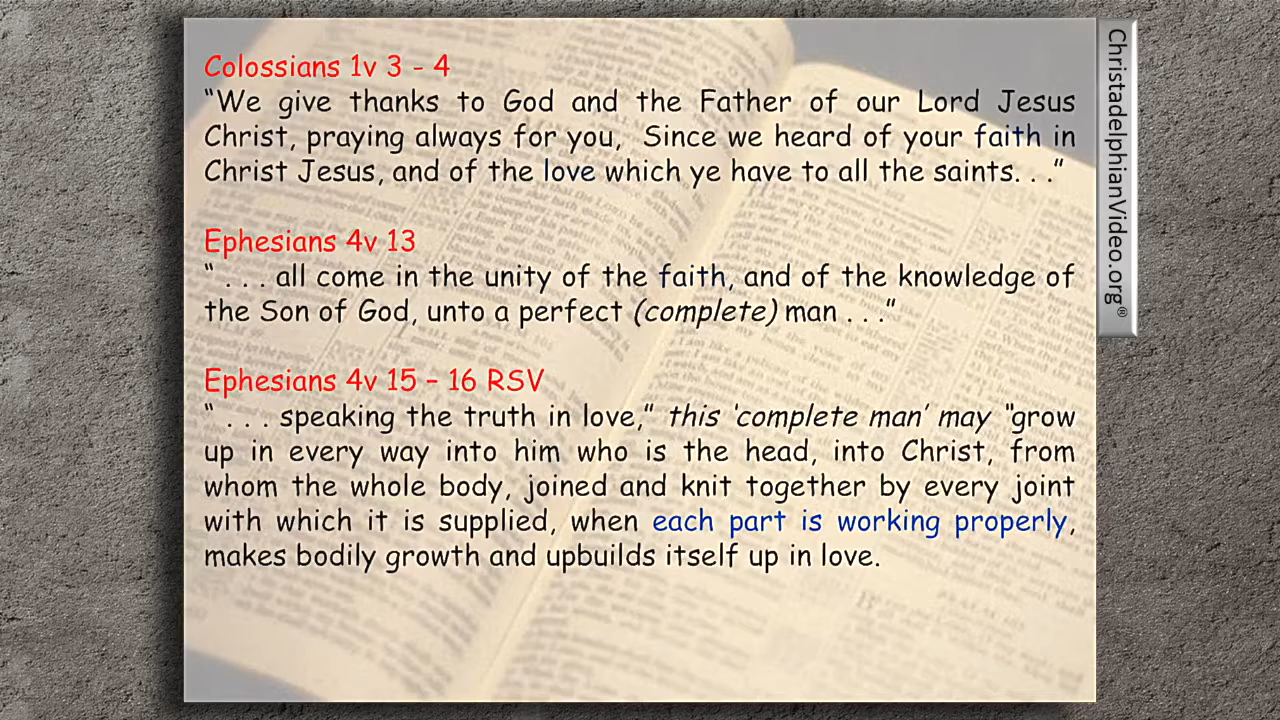 Colossians 1v 3 - 4
“We give thanks to God and the Father of our Lord Jesus
Christ, praying always for you, Since we heard of your faith in
Christ Jesus, and of the love which ye have to all the saints. . .”
Ephesians 4v 13
“ . . . all come in the unity of the faith, and of the knowledge of
the Son of God, unto a perfect (complete) man . . .”
Ephesians 4v 15 – 16 RSV
“ . . . speaking the truth in love,” this ‘complete man’ may “grow
up in every way into him who is the head, into Christ, from
whom the whole body, joined and knit together by every joint
with which it is supplied, when each part is working properly,
makes bodily growth and upbuilds itself up in love.
ChristadelphianVideo.org®